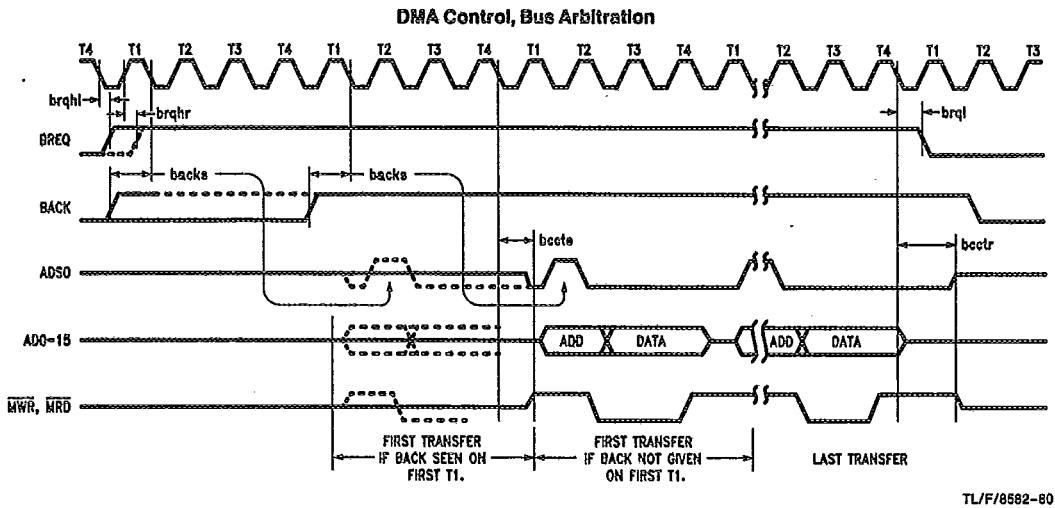 DMA Control, Bus Arbitration
T4 T1 T2 T3 T4 T1 T2 T3 T4 T1 T2 T3 T4 T1 T2 T3 T4 T1 T2 T3
brqhl
brqhr
brql
BREQ
backs
backs
BACK
bccte
bcctr
ADS0
AD0-15
ADD
DATA
ADD
DATA
MWR, MRD
FIRST TRANSFER
IF BACK SEEN ON
FIRST T1.
FIRST TRANSFER
IF BACK NOT GIVEN
ON FIRST T1.
LAST TRANSFER
TL/F/8582-80